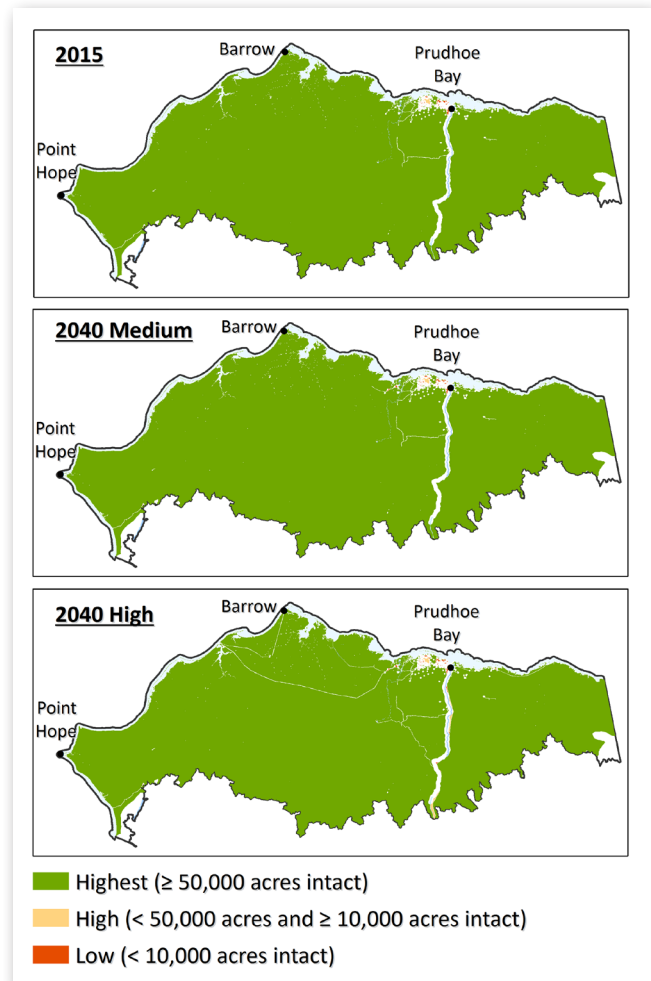 2015
Barrow
Prudhoe
Bay
Point
Hope
2040 Medium
Barrow
Prudhoe
Bay
Point
Hope
2040 High
Barrow
Prudhoe
Bay
Point
Hope
Highest (≥ 50,000 acres intact)
High (< 50,000 acres and ≥ 10,000 acres intact)
Low (< 10,000 acres intact)